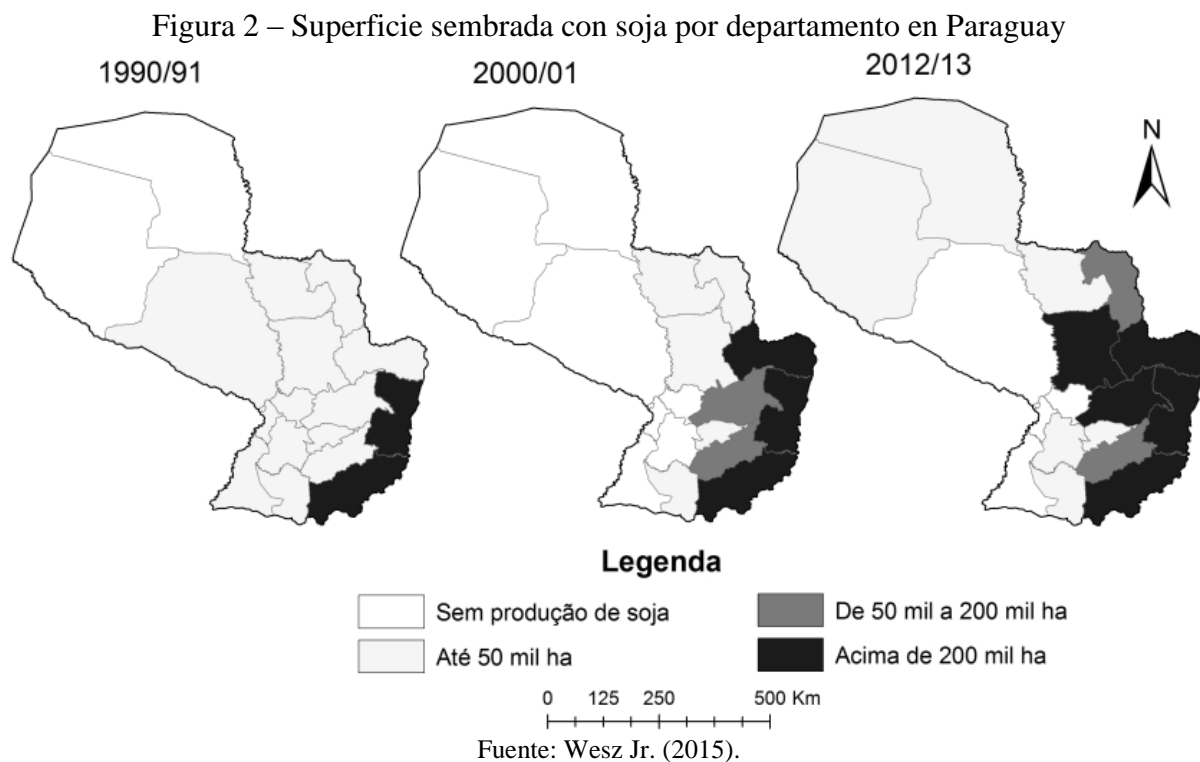 Figura 2 – Superficie sembrada con soja por departamento en Paraguay
1990/91
2000/01
2012/13
N
Legenda
Sem produção de soja
De 50 mil a 200 mil ha
Até 50 mil ha
Acima de 200 mil ha
0 125 250 500 Km
Fuente: Wesz Jr. (2015).